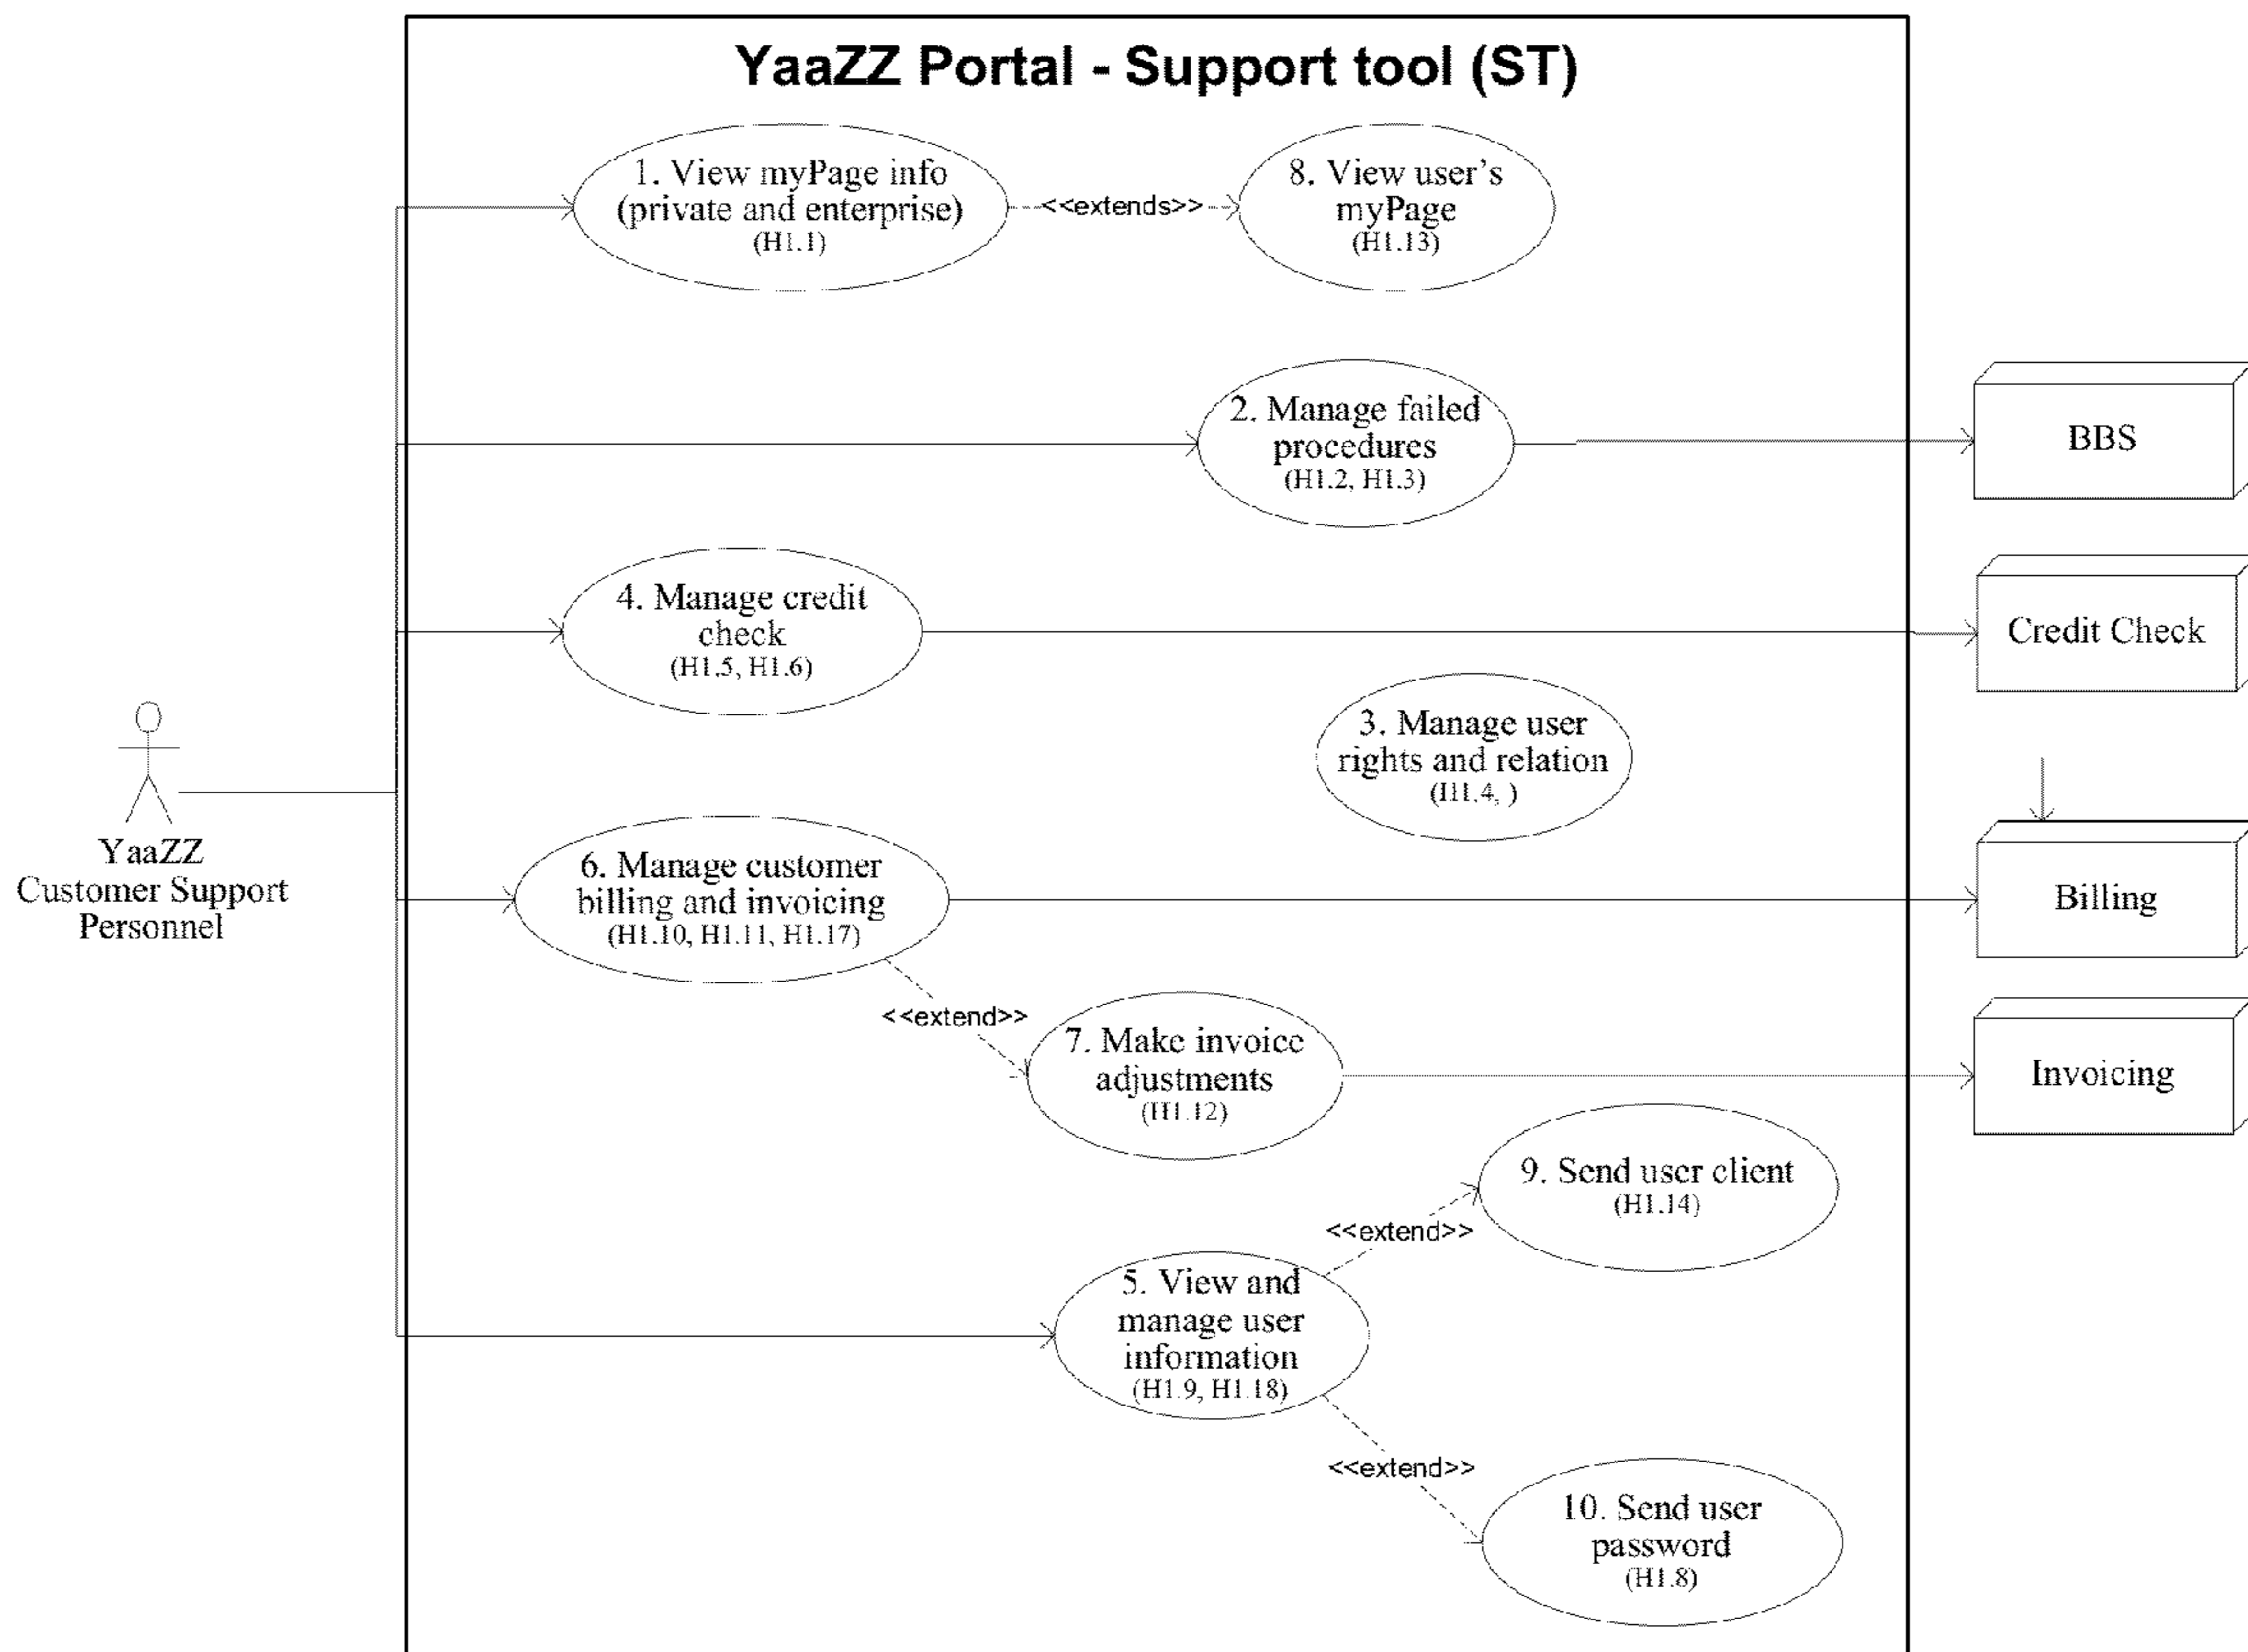 YaaZZ Portal - Support tool (ST)
1. View myPage info
(private and enterprise)
(H1.1)
<<extends>>
8. View user's
myPage
(H1.13)
2. Manage failed
procedures
(H1.2, H1.3)
BBS
4. Manage credit
check
(H1.5, H1.6)
Credit Check
3. Manage user
rights and relation
(H1.4, )
YaaZZ
Customer Support
Personnel
6. Manage customer
billing and invoicing
(H1.10, H1.11, H1.17)
Billing
<<extend>>
7. Make invoice
adjustments
(H1.12)
Invoicing
9. Send user client
(H1.14)
<<extend>>
5. View and
manage user
information
(H1.9, H1.18)
<<extend>>
10. Send user
password
(H1.8)